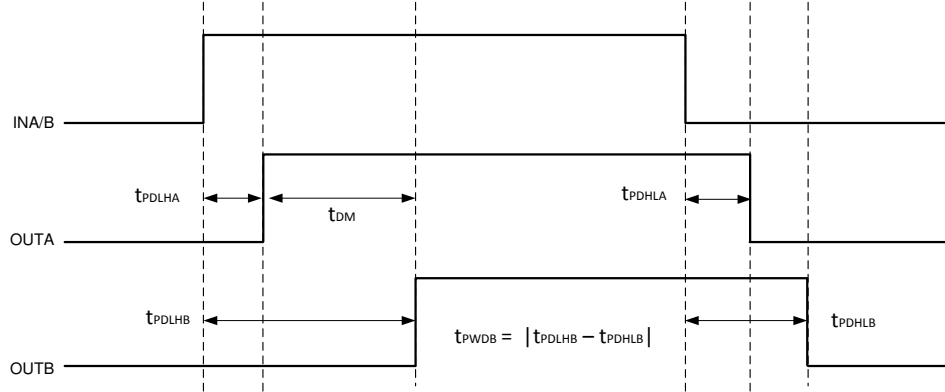 INA/B
tPDLHA
tDM
tPDHLA
OUTA
tPDLHB
tPWDB = |tPDLHB – tPDHLB|
tPDHLB
OUTB